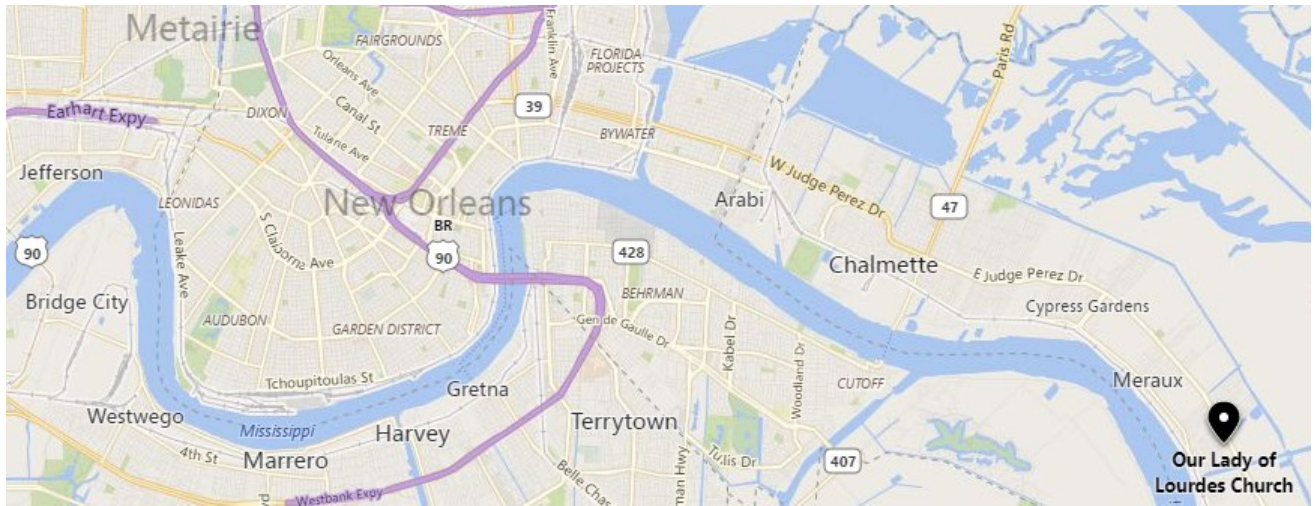 Metairie
FAIRGROUNDS
Franklin Ave
FLORIDA
PROJECTS
Paris Rd
Orleans Ave
Earhart Expy
DIXON
Canal St
39
TREME
BYWATER
Tulane Ave
W Judge Perez Dr
Jefferson
LEONIDAS
New Orleans
Arabi
47
BR
S Claiborne Ave
90
90
428
Leake Ave
Chalmette
E Judge Perez Dr
Bridge City
BEHRMAN
Cypress Gardens
AUDUBON
GARDEN DISTRICT
Gen de Gaulle Dr
Kabel Dr
Woodland Dr
Tchoupitoulas St
Gretna
CUTOFF
Meraux
Westwego
Mississippi
Harvey
Terrytown
4th St
Marrero
Tullis Dr
407
Our Lady of
Lourdes Church
Westbank Expy
Belle Chas
man Hwy